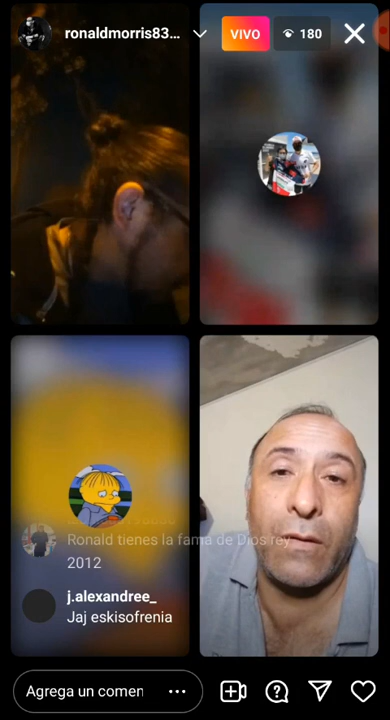 ronaldmorris83...
VIVO
180
Ronald tienes la fama de Dios rey
2012
j.alexandree_
Jaj eskisofrenia
Agrega un comen